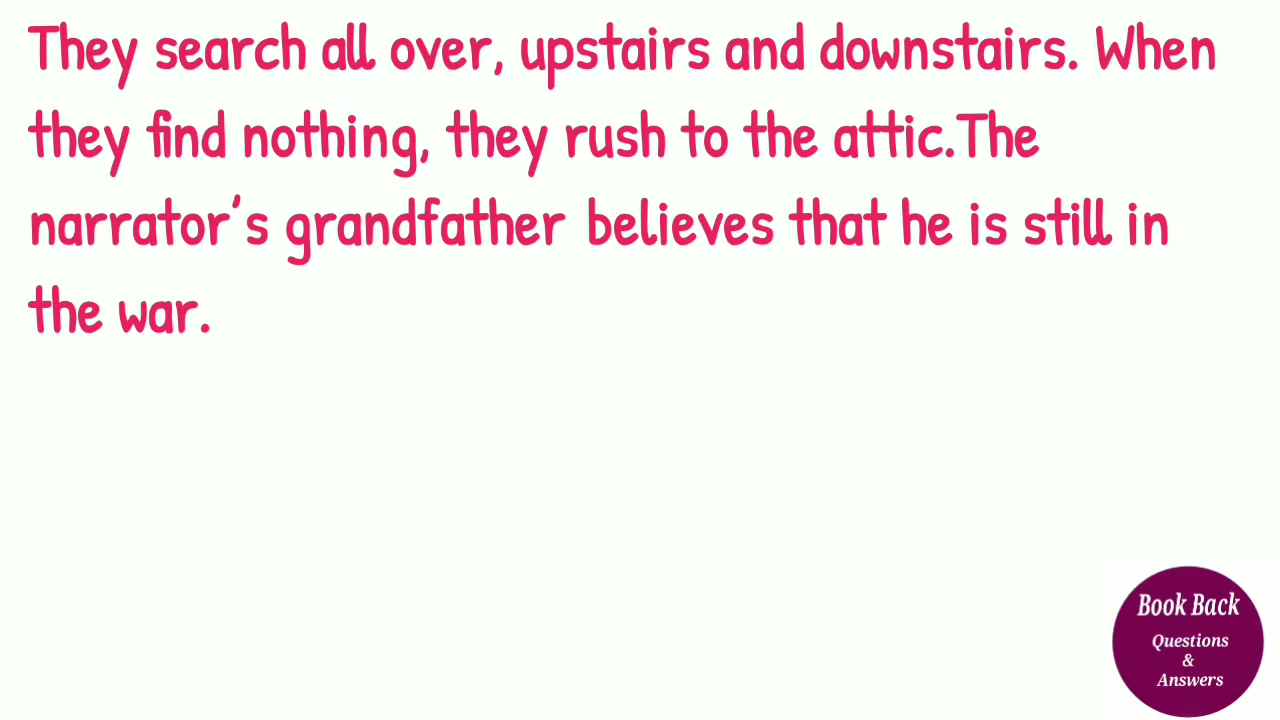 They search all over, upstairs and downstairs. When
they find nothing, they rush to the attic.The
narrator's grandfather believes that he is still in
the war.
Book Back
Questions
&
Answers